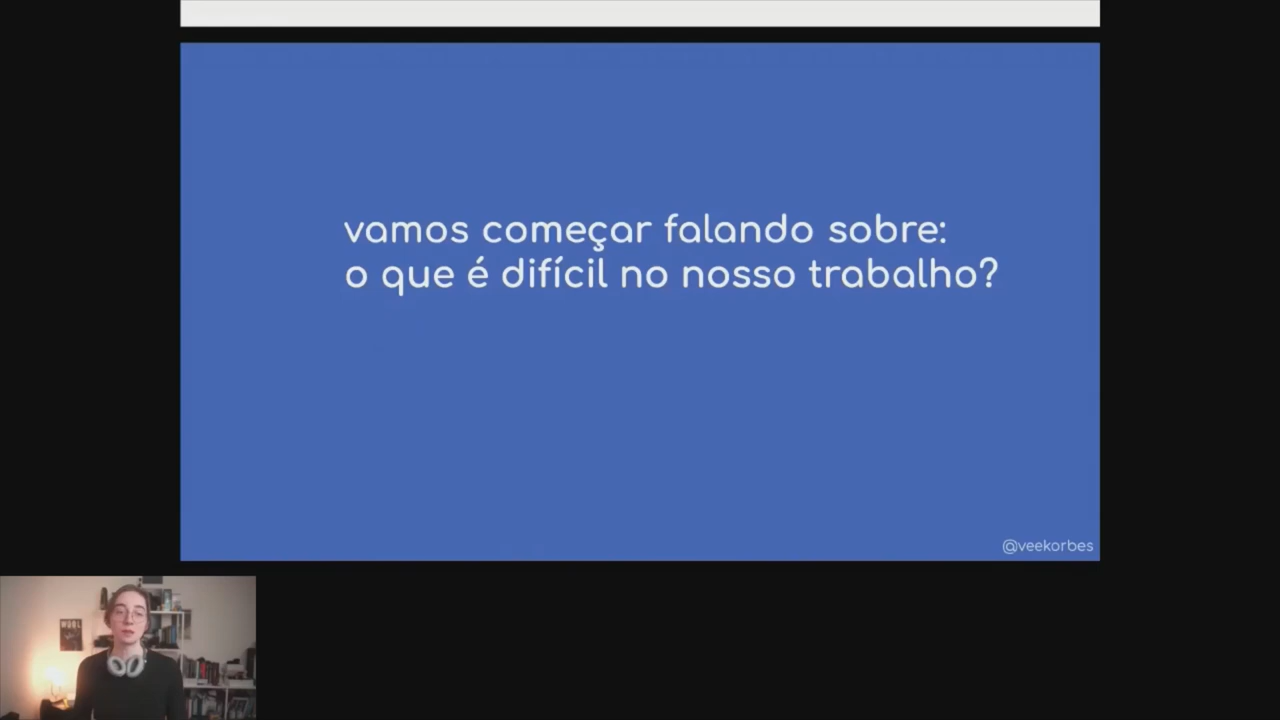 vamos começar falando sobre:
o que é difícil no nosso trabalho?
@veekorbes